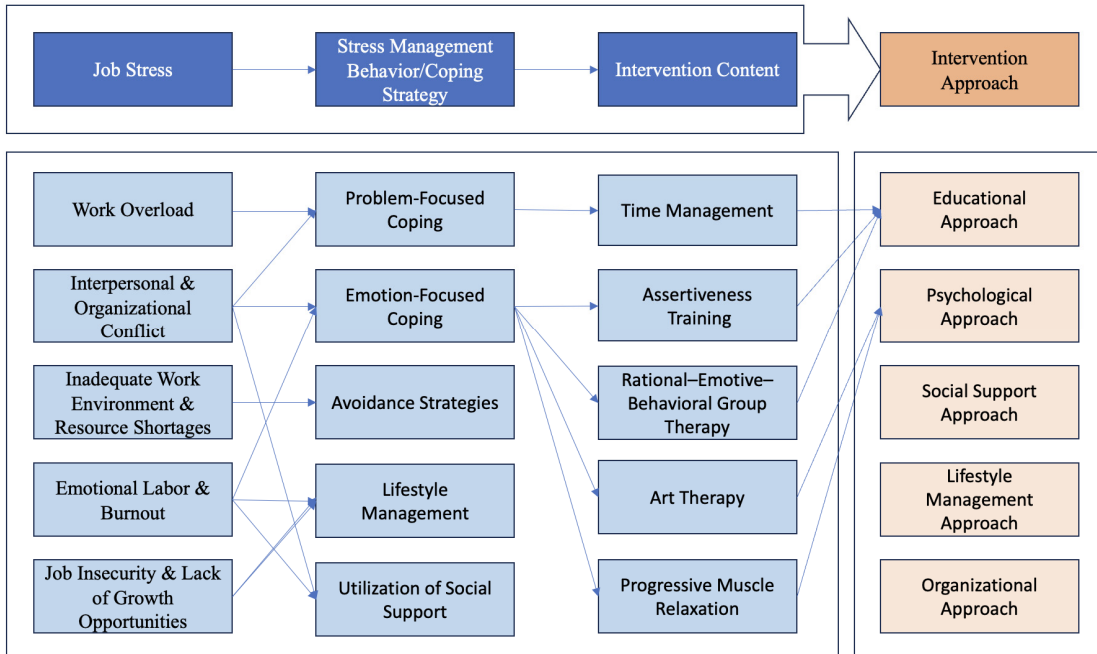 Job Stress
Stress Management
Behavior/Coping
Strategy
Intervention Content
Intervention
Approach
Work Overload
Problem-Focused
Coping
Time Management
Educational
Approach
Interpersonal &
Organizational
Conflict
Emotion-Focused
Coping
Assertiveness
Training
Psychological
Approach
Inadequate Work
Environment &
Resource Shortages
Avoidance Strategies
Rational–Emotive–
Behavioral Group
Therapy
Social Support
Approach
Emotional Labor &
Burnout
Lifestyle
Management
Art Therapy
Lifestyle
Management
Approach
Job Insecurity & Lack
of Growth
Opportunities
Utilization of Social
Support
Progressive Muscle
Relaxation
Organizational
Approach